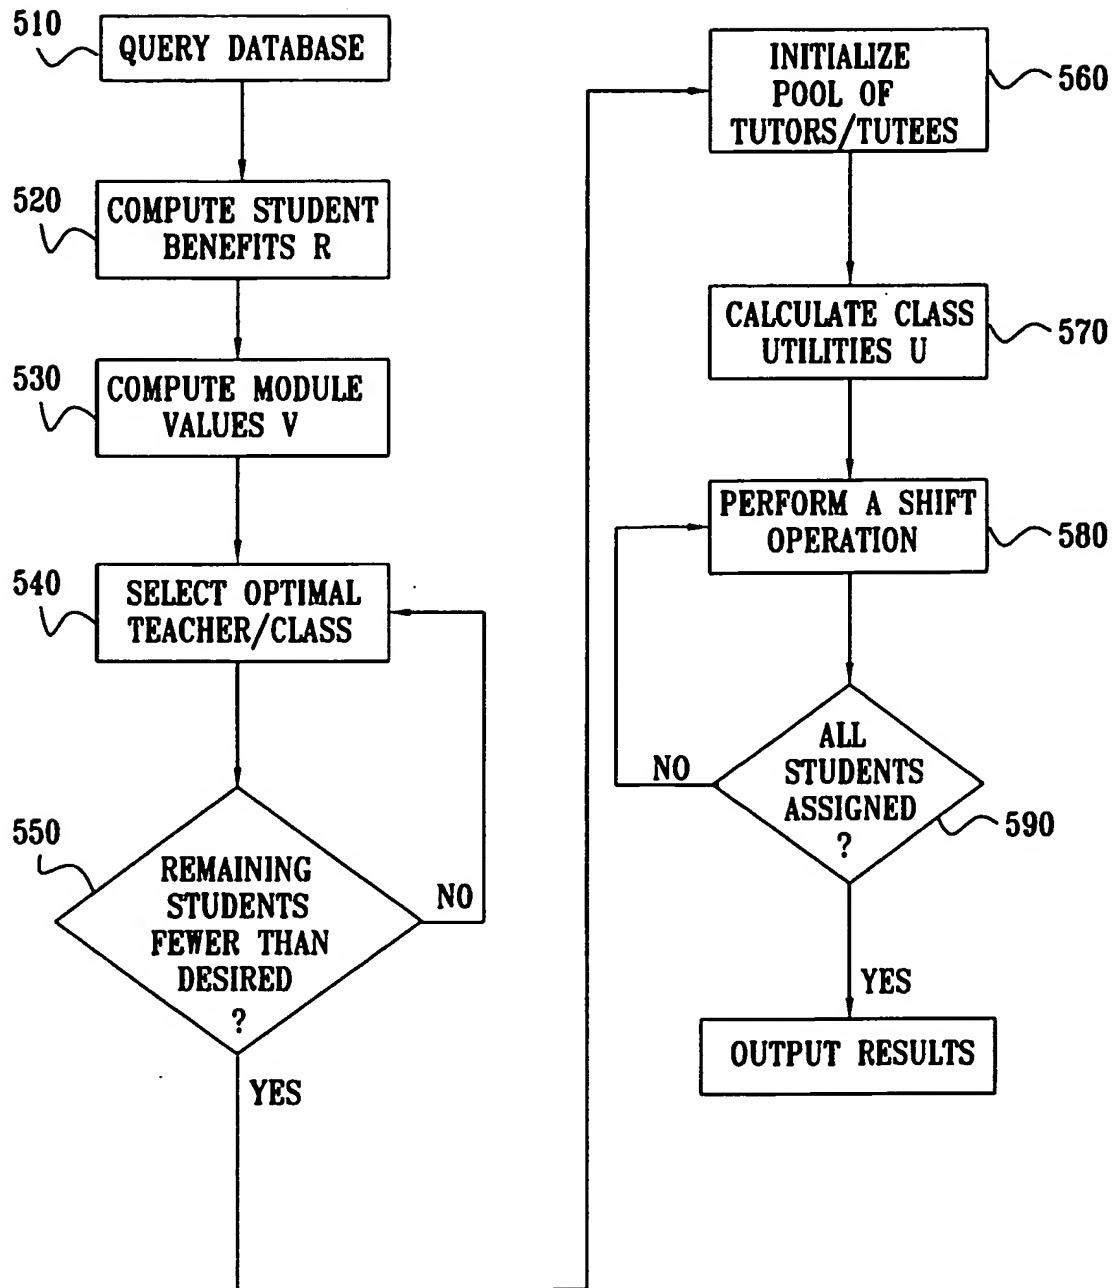 510
QUERY DATABASE
520
COMPUTE STUDENT
BENEFITS R
530
COMPUTE MODULE
VALUES V
540
SELECT OPTIMAL
TEACHER/CLASS
550
REMAINING
STUDENTS
FEWER THAN
DESIRED
?
NO
YES
INITIALIZE
POOL OF
TUTORS/TUTEES
560
CALCULATE CLASS
UTILITIES U
570
PERFORM A SHIFT
OPERATION
580
ALL
STUDENTS
ASSIGNED
?
590
NO
YES
OUTPUT RESULTS